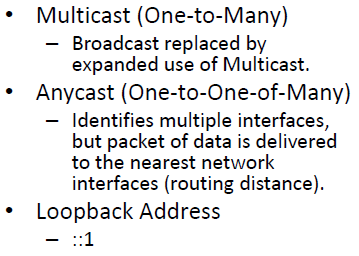 • Multicast (One-to-Many)
– Broadcast replaced by
expanded use of Multicast.
• Anycast (One-to-One-of-Many)
– Identifies multiple interfaces,
but packet of data is delivered
to the nearest network
interfaces (routing distance).
• Loopback Address
– ::1